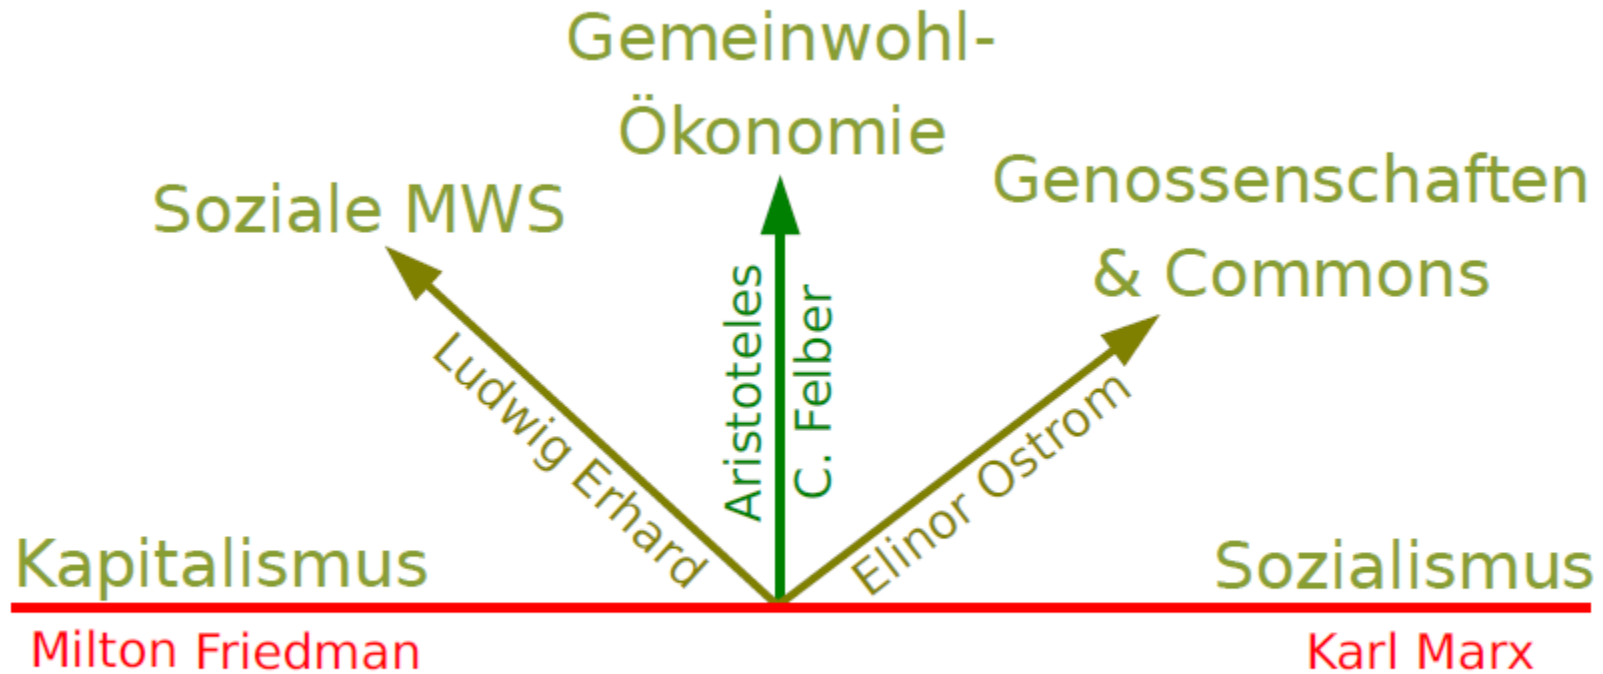 Gemeinwohl-
Ökonomie
Soziale MWS
Genossenschaften
& Commons
Ludwig Erhard
Aristoteles
C. Felber
Elinor Ostrom
Kapitalismus
Sozialismus
Milton Friedman
Karl Marx